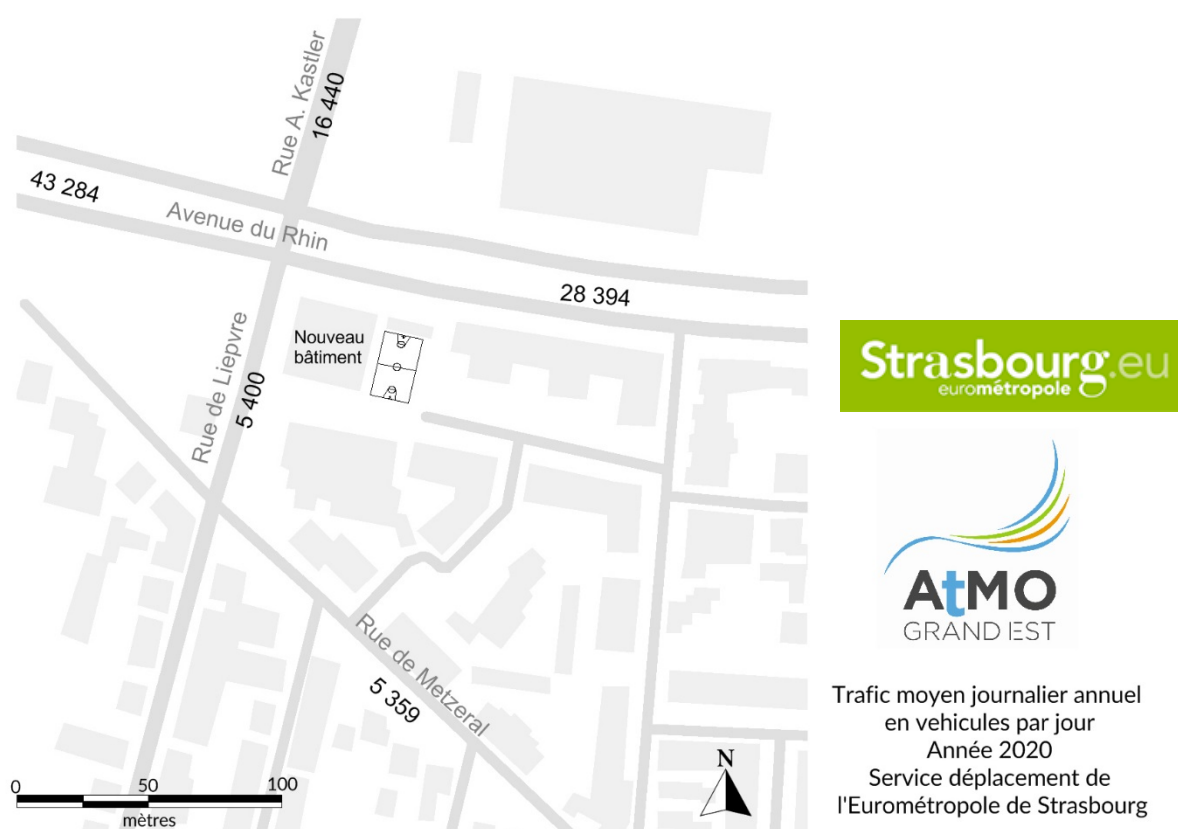 Rue A. Kastler
16 440
43 284
Avenue du Rhin
28 394
Nouveau
bâtiment
Rue de Liepvre
5 400
Rue de Metzeral
5 359
N
0 50 100
mètres
Strasbourg.eu
eurométropole
AtMO
GRAND EST
Trafic moyen journalier annuel
en vehicules par jour
Année 2020
Service déplacement de
l'Eurométropole de Strasbourg